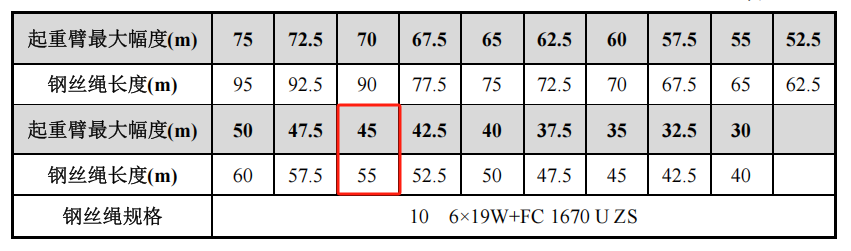 起重臂最大幅度(m) 75 72.5 70 67.5 65 62.5 60 57.5 55 52.5
钢丝绳长度(m) 95 92.5 90 77.5 75 72.5 70 67.5 65 62.5
起重臂最大幅度(m) 50 47.5 45 42.5 40 37.5 35 32.5 30
钢丝绳长度(m) 60 57.5 55 52.5 50 47.5 45 42.5 40
钢丝绳规格 10 6×19W+FC 1670 U ZS